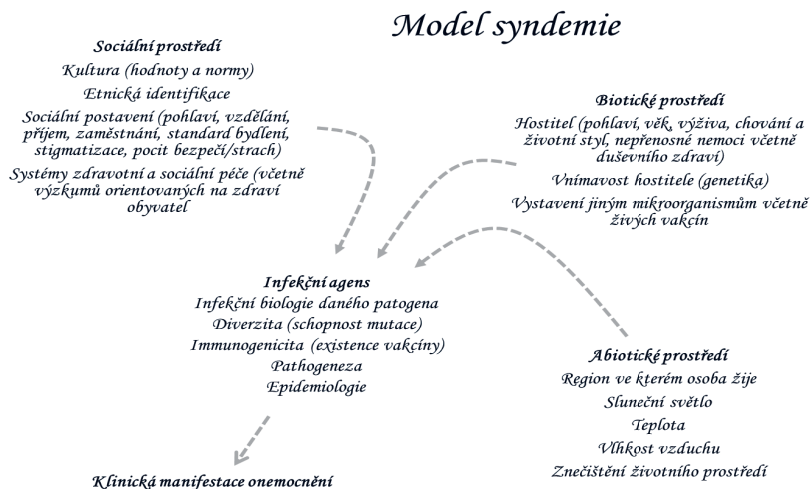 Model syndemie
Sociální prostředí
Kultura (hodnoty a normy)
Etnická identifikace
Sociální postavení (pohlaví, vzdělání,
příjem, zaměstnání, standard bydlení,
stigmatizace, pocit bezpečí/strach)
Systémy zdravotní a sociální péče (včetně
výzkumů orientovaných na zdraví
obyvatel
Biotické prostředí
Hostitel (pohlaví, věk, výživa, chování a
životní styl, nepřenosné nemoci včetně
duševního zdraví)
Vnímavost hostitele (genetika)
Vystavení jiným mikroorganismům včetně
živých vakcín
Infekční agens
Infekční biologie daného patogena
Diverzita (schopnost mutace)
Immunogenicita (existence vakcíny)
Pathogeneza
Epidemiologie
Abiotické prostředí
Region ve kterém osoba žije
Sluneční světlo
Teplota
Vlhkost vzduchu
Znečištění životního prostředí
Klinická manifestace onemocnění